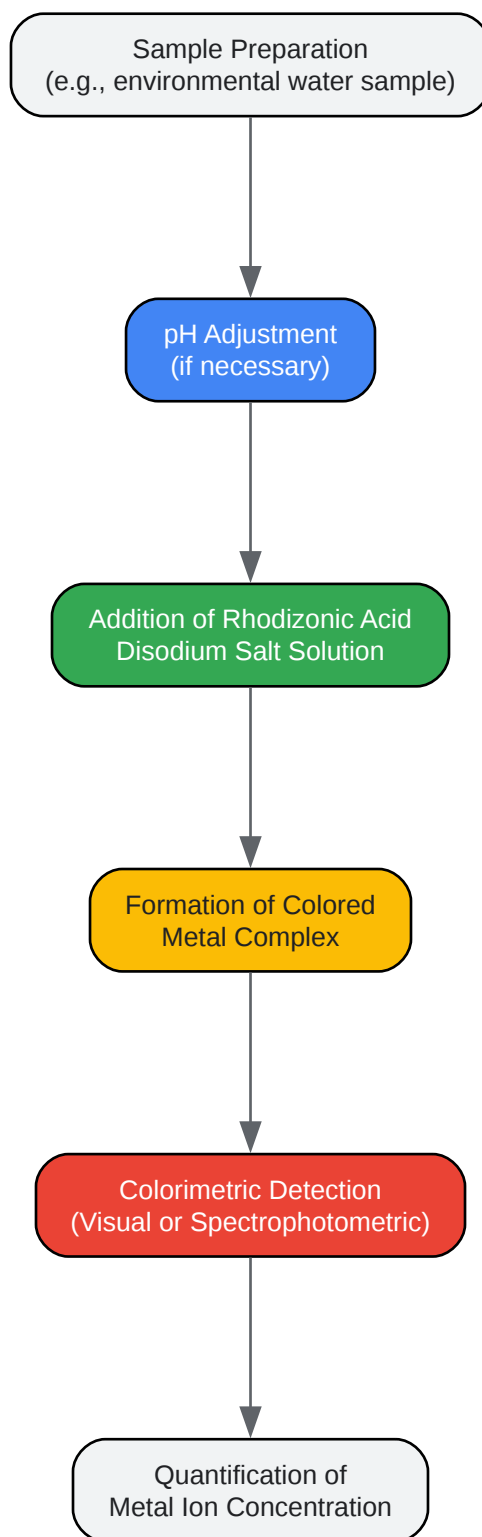 Sample Preparation
(e.g., environmental water sample)
pH Adjustment
(if necessary)
Addition of Rhodizonic Acid
Disodium Salt Solution
Formation of Colored
Metal Complex
Colorimetric Detection
(Visual or Spectrophotometric)
Quantification of
Metal Ion Concentration